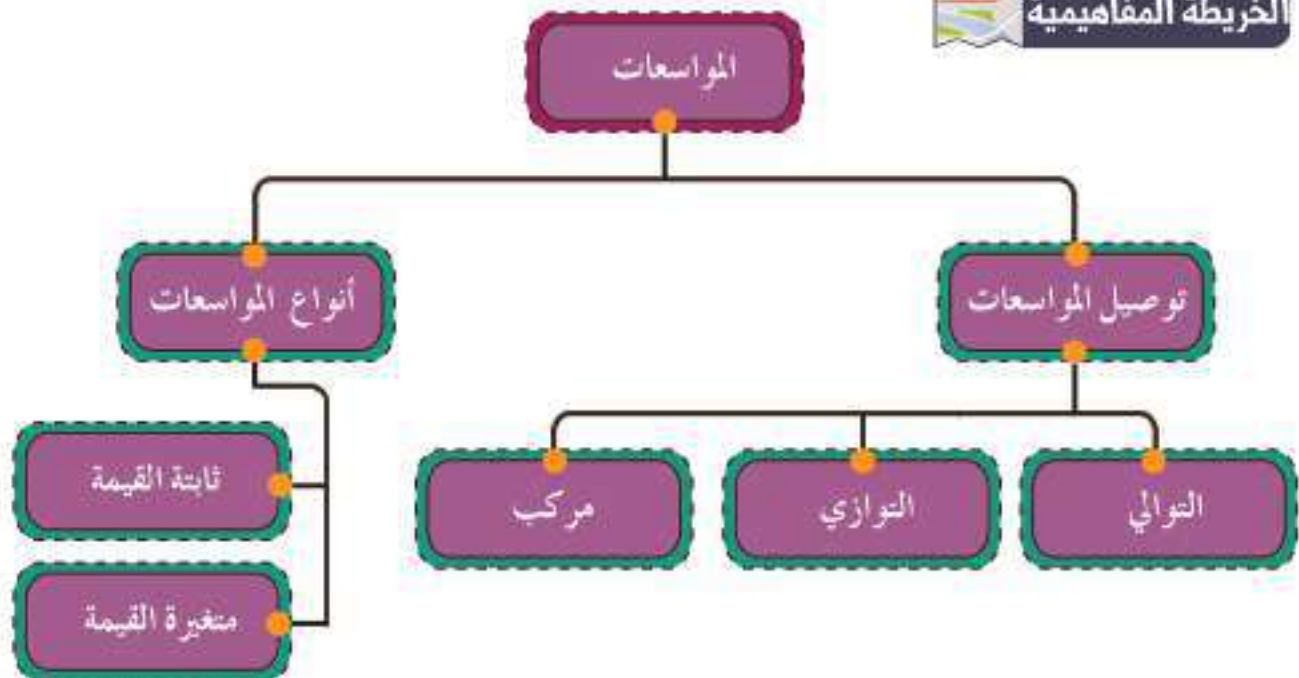 الخريطة المفاهيمية
المواسعات
توصيل المواسعات
أنواع المواسعات
التوالي
التوازي
مركب
ثابتة القيمة
متغيرة القيمة